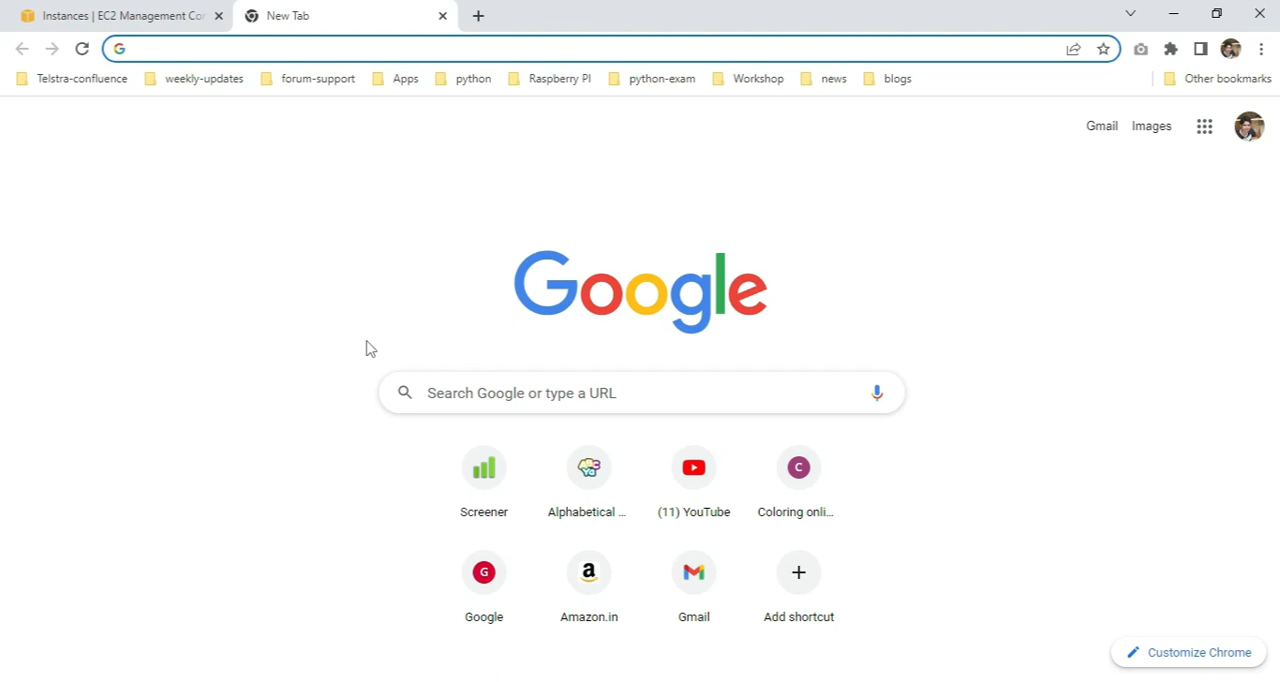 Instances | EC2 Management Cor
New Tab
Telstra-confluence
weekly-updates
forum-support
Apps
python
Raspberry PI
python-exam
Workshop
news
blogs
Other bookmarks
Gmail
Images
Google
Search Google or type a URL
Screener
Alphabetical ...
(11) YouTube
C
Coloring onli...
G
Google
a
Amazon.in
Gmail
Add shortcut
Customize Chrome